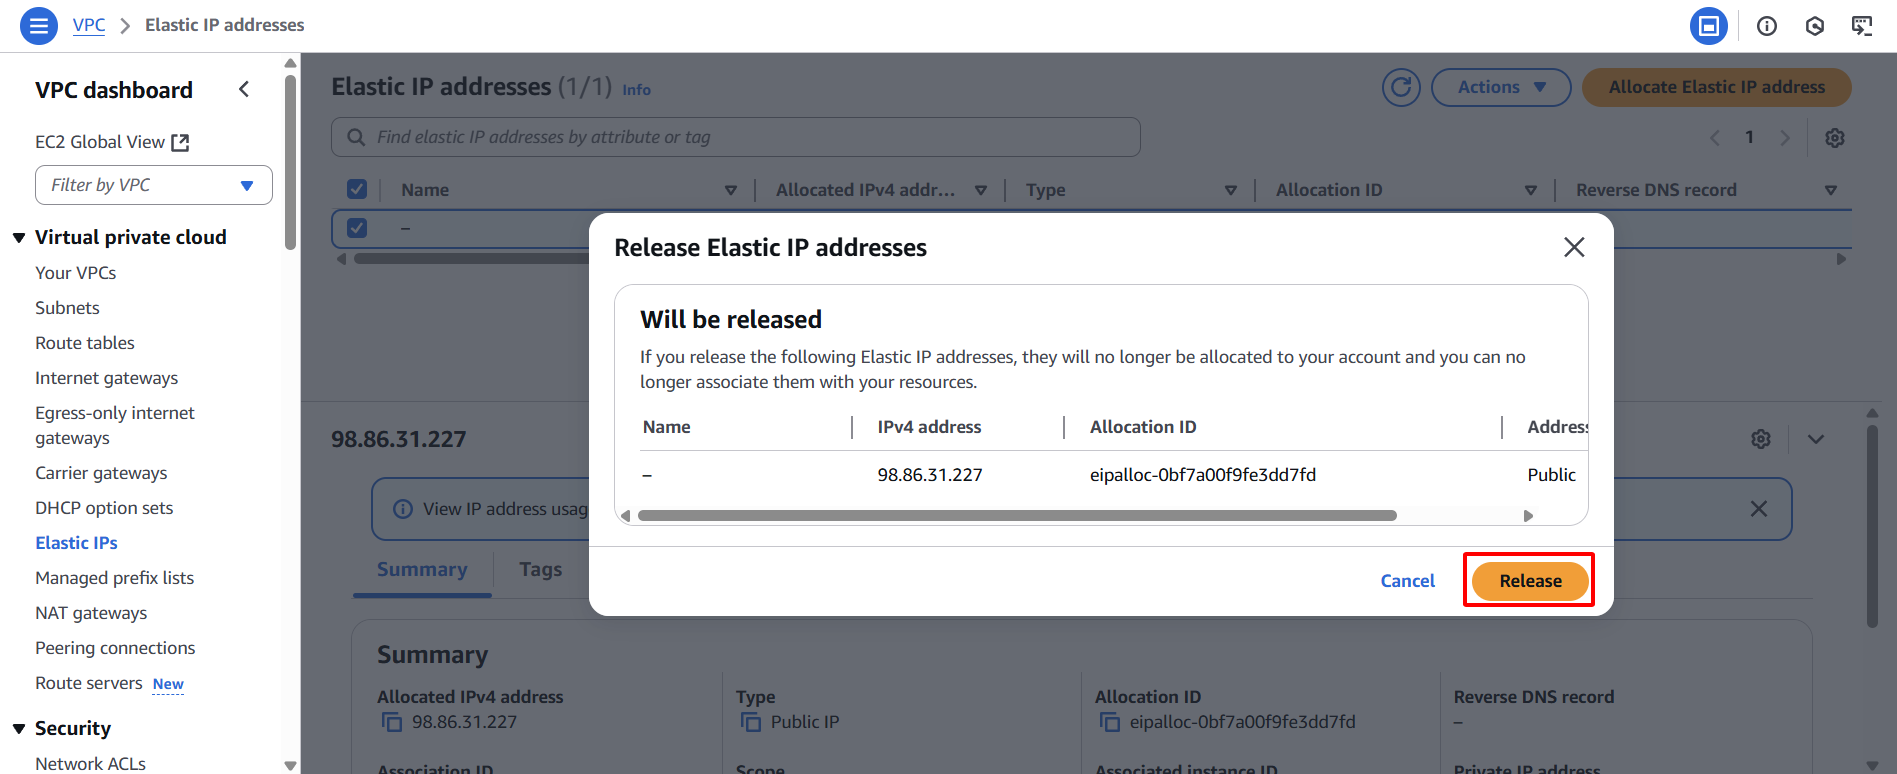 VPC > Elastic IP addresses
VPC dashboard
EC2 Global View
Filter by VPC
Virtual private cloud
Your VPCs
Subnets
Route tables
Internet gateways
Egress-only internet
gateways
Carrier gateways
DHCP option sets
Elastic IPs
Managed prefix lists
NAT gateways
Peering connections
Route servers New
Security
Network ACLs
Elastic IP addresses (1/1) Info
Actions
Allocate Elastic IP address
Find elastic IP addresses by attribute or tag
1
Name Allocated IPv4 addr... Type Allocation ID Reverse DNS record
–
Release Elastic IP addresses
Will be released
If you release the following Elastic IP addresses, they will no longer be allocated to your account and you can no
longer associate them with your resources.
Name IPv4 address Allocation ID Address
– 98.86.31.227 eipalloc-0bf7a00f9fe3dd7fd Public
Cancel Release
98.86.31.227
View IP address usag
Summary Tags
Summary
Allocated IPv4 address Type Allocation ID Reverse DNS record
98.86.31.227 Public IP eipalloc-0bf7a00f9fe3dd7fd –
Association ID Scope Associated instance ID Private IP address